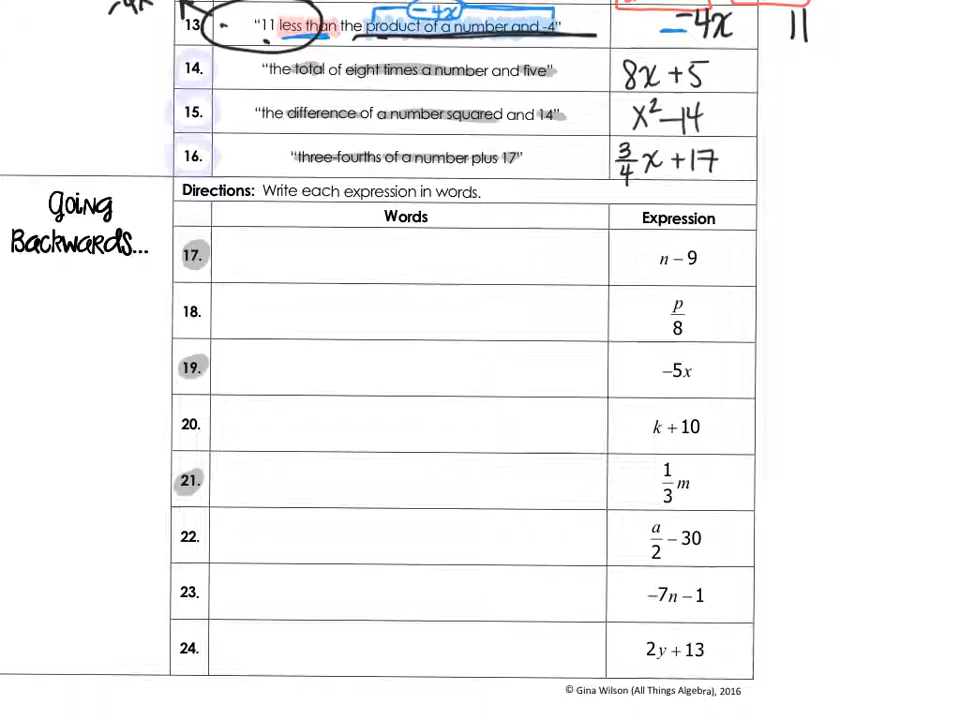 -4x
-4x
13 - "11 less than the product of a number and -4" -4x 11
14. "the total of eight times a number and five" 8x + 5
15. "the difference of a number squared and 14" x² - 14
16. "three-fourths of a number plus 17" 3/4 x + 17
Going
Backwards...
Directions: Write each expression in words.
Words Expression
17. n – 9
18. p/8
19. –5x
20. k + 10
21. 1/3 m
22. a/2 – 30
23. –7n – 1
24. 2y + 13
© Gina Wilson (All Things Algebra), 2016